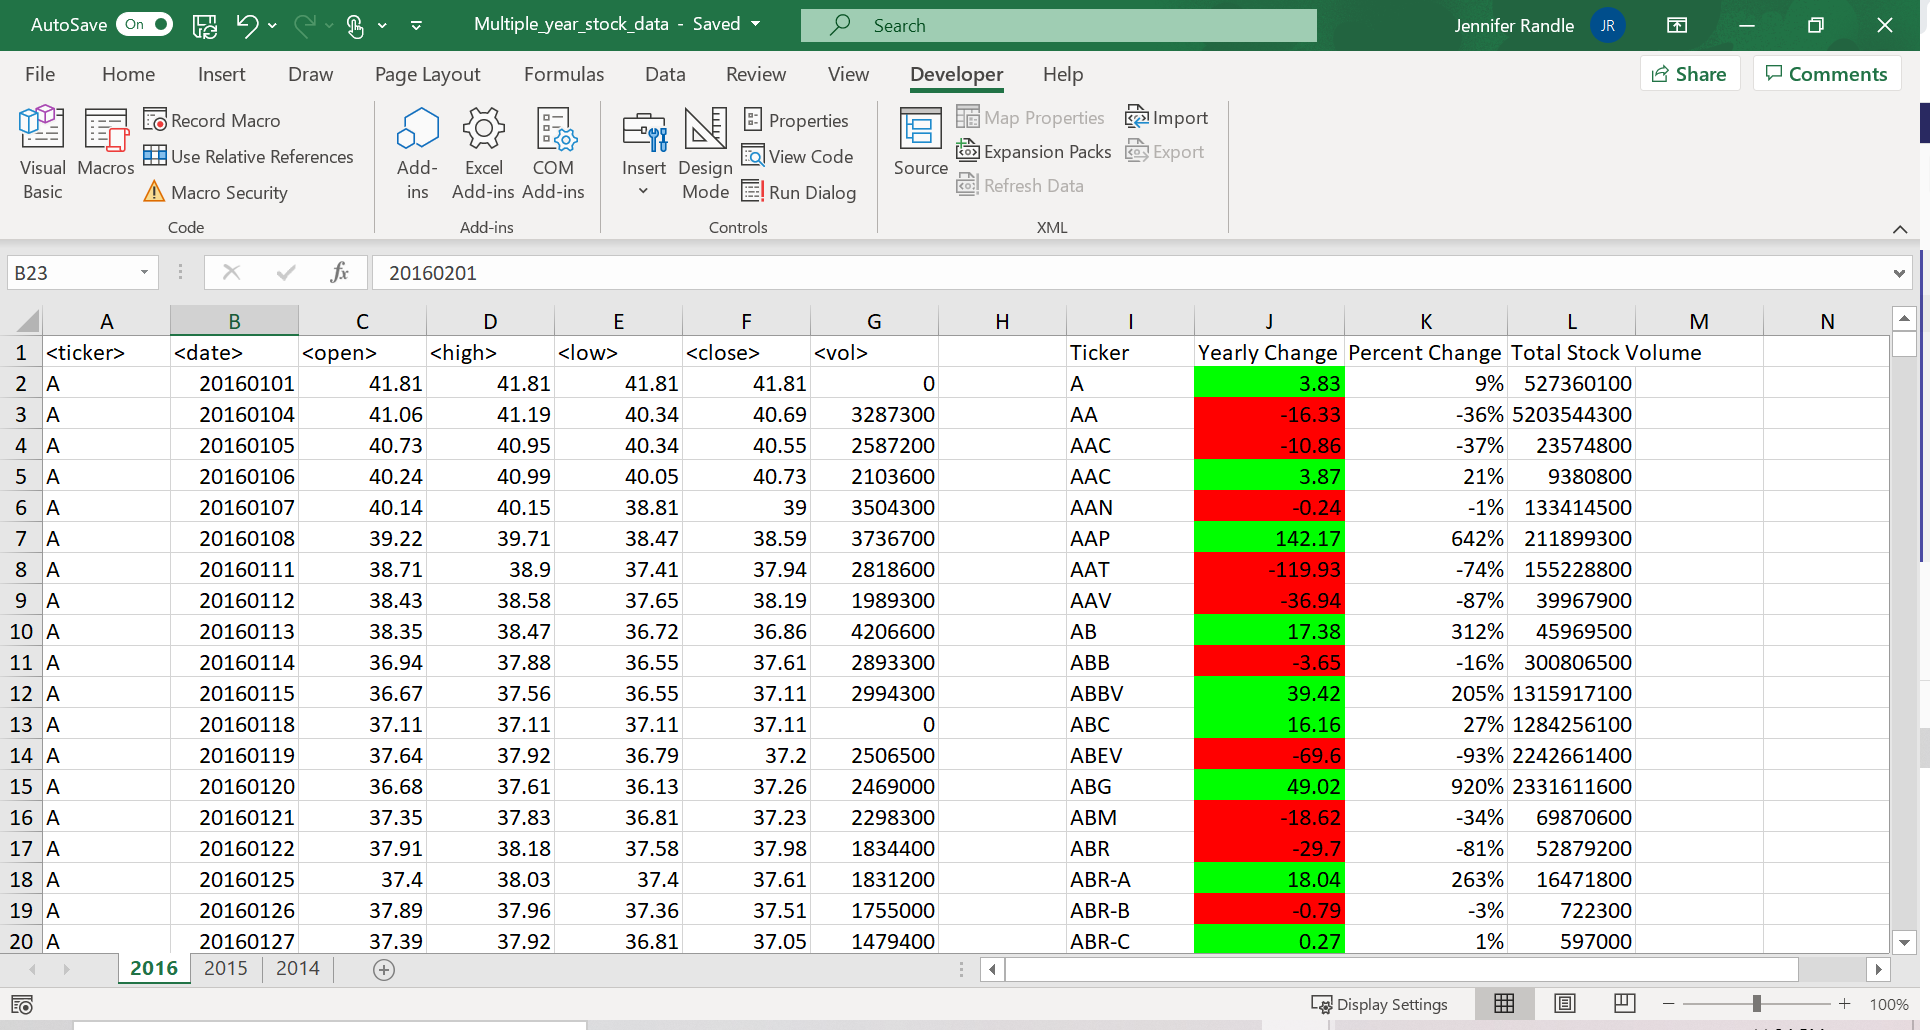 AutoSave On Multiple_year_stock_data - Saved Search Jennifer Randle JR
File Home Insert Draw Page Layout Formulas Data Review View Developer Help Share Comments
Visual Basic
Macros
Record Macro
Use Relative References
Macro Security
Code
Add-ins
Excel Add-ins
COM Add-ins
Add-ins
Insert
Design Mode
Properties
View Code
Run Dialog
Controls
Source
Map Properties
Expansion Packs
Refresh Data
Import
Export
XML
B23 fx 20160201
A B C D E F G H I J K L M N
1 <ticker> <date> <open> <high> <low> <close> <vol> Ticker Yearly Change Percent Change Total Stock Volume
2 A 20160101 41.81 41.81 41.81 41.81 0 A 3.83 9% 527360100
3 A 20160104 41.06 41.19 40.34 40.69 3287300 AA -16.33 -36% 5203544300
4 A 20160105 40.73 40.95 40.34 40.55 2587200 AAC -10.86 -37% 23574800
5 A 20160106 40.24 40.99 40.05 40.73 2103600 AAC 3.87 21% 9380800
6 A 20160107 40.14 40.15 38.81 39 3504300 AAN -0.24 -1% 133414500
7 A 20160108 39.22 39.71 38.47 38.59 3736700 AAP 142.17 642% 211899300
8 A 20160111 38.71 38.9 37.41 37.94 2818600 AAT -119.93 -74% 155228800
9 A 20160112 38.43 38.58 37.65 38.19 1989300 AAV -36.94 -87% 39967900
10 A 20160113 38.35 38.47 36.72 36.86 4206600 AB 17.38 312% 45969500
11 A 20160114 36.94 37.88 36.55 37.61 2893300 ABB -3.65 -16% 300806500
12 A 20160115 36.67 37.56 36.55 37.11 2994300 ABBV 39.42 205% 1315917100
13 A 20160118 37.11 37.11 37.11 37.11 0 ABC 16.16 27% 1284256100
14 A 20160119 37.64 37.92 36.79 37.2 2506500 ABEV -69.6 -93% 2242661400
15 A 20160120 36.68 37.61 36.13 37.26 2469000 ABG 49.02 920% 2331611600
16 A 20160121 37.35 37.83 36.81 37.23 2298300 ABM -18.62 -34% 69870600
17 A 20160122 37.91 38.18 37.58 37.98 1834400 ABR -29.7 -81% 52879200
18 A 20160125 37.4 38.03 37.4 37.61 1831200 ABR-A 18.04 263% 16471800
19 A 20160126 37.89 37.96 37.36 37.51 1755000 ABR-B -0.79 -3% 722300
20 A 20160127 37.39 37.92 36.81 37.05 1479400 ABR-C 0.27 1% 597000
2016 2015 2014
Display Settings 100%